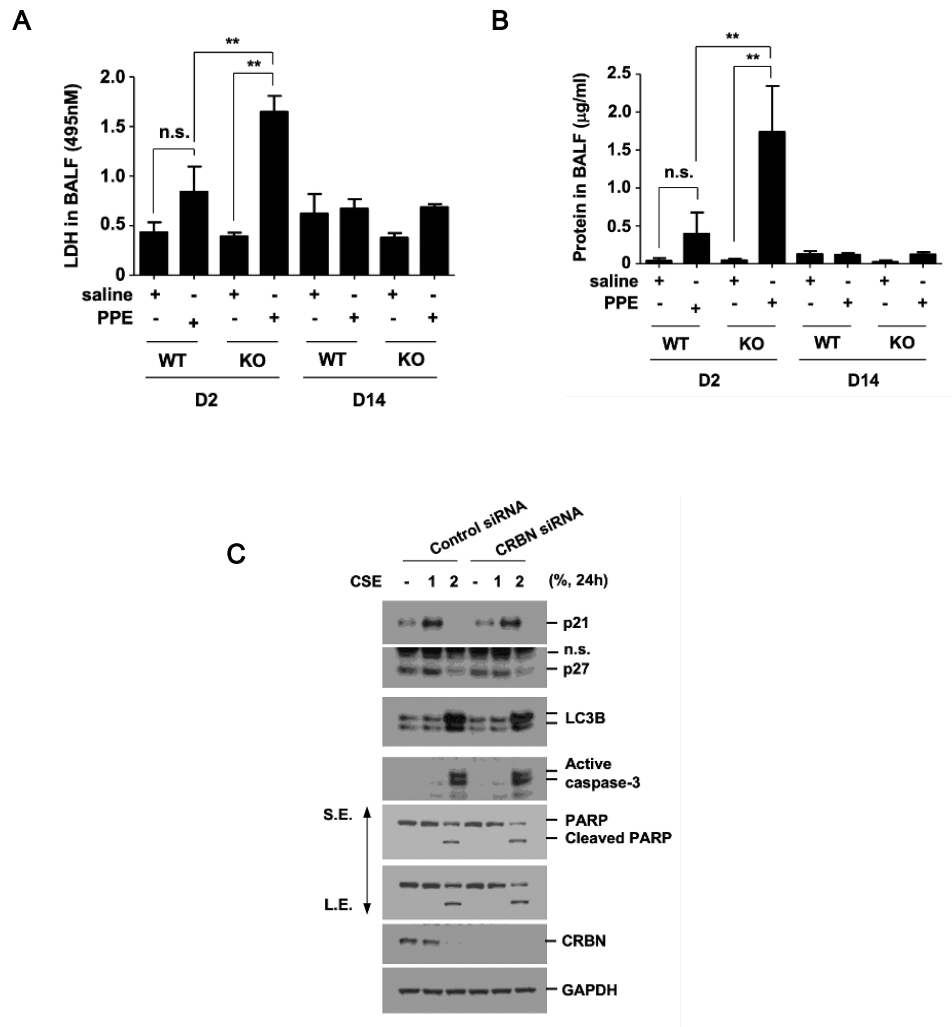 A
LDH in BALF (495nM)
2.0
1.5
1.0
0.5
0
**
**
n.s.
saline + - + - + - + -
PPE - + - + - + - +
WT KO WT KO
D2 D14
B
Protein in BALF (μg/ml)
2.5
2.0
1.5
1.0
0.5
0
**
**
n.s.
saline + - + - + - + -
PPE - + - + - + - +
WT KO WT KO
D2 D14
C
Control siRNA CRBN siRNA
CSE - 1 2 - 1 2 (%, 24h)
p21
n.s.
p27
LC3B
Active
caspase-3
S.E. PARP
Cleaved PARP
L.E.
CRBN
GAPDH